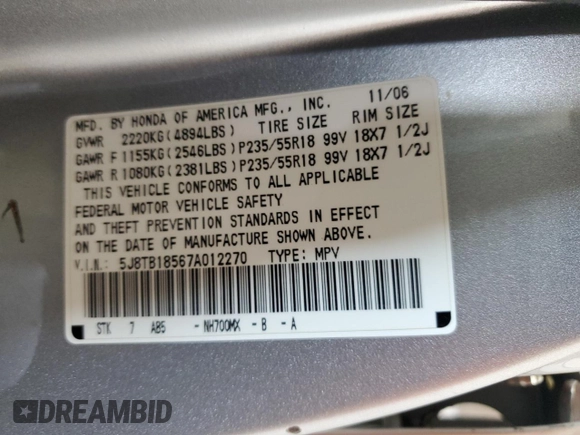 MFD. BY HONDA OF AMERICA MFG., INC. 11/06
GVWR 2220KG(4894LBS) TIRE SIZE RIM SIZE
GAWR F1155KG(2546LBS)P235/55R18 99V 18X7 1/2J
GAWR R1080KG(2381LBS)P235/55R18 99V 18X7 1/2J
THIS VEHICLE CONFORMS TO ALL APPLICABLE
FEDERAL MOTOR VEHICLE SAFETY
AND THEFT PREVENTION STANDARDS IN EFFECT
ON THE DATE OF MANUFACTURE SHOWN ABOVE.
V.I.N.: 5J8TB18567A012270 TYPE: MPV
STK 7 AB5 -NH700MX -B -A
DREAMBID